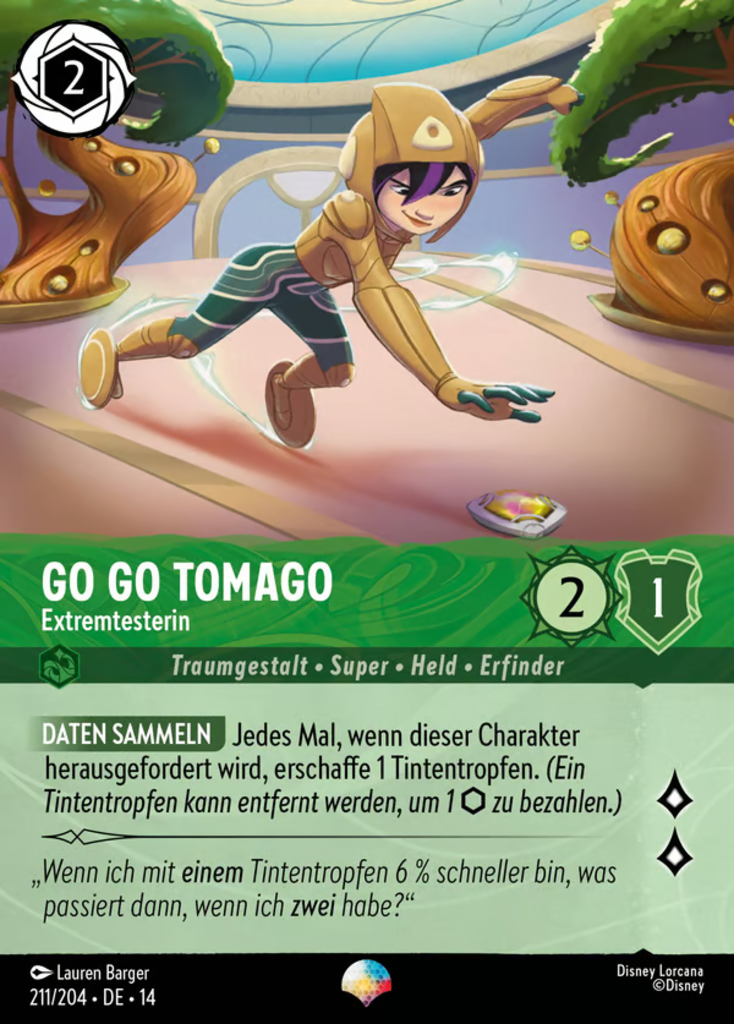 2
GO GO TOMAGO
Extremtesterin
2
1
Traumgestalt • Super • Held • Erfinder
DATEN SAMMELN Jedes Mal, wenn dieser Charakter
herausgefordert wird, erschaffe 1 Tintentropfen. (Ein
Tintentropfen kann entfernt werden, um 1 ⬡ zu bezahlen.)
„Wenn ich mit einem Tintentropfen 6 % schneller bin, was
passiert dann, wenn ich zwei habe?“
Lauren Barger
211/204 • DE • 14
Disney Lorcana
©Disney